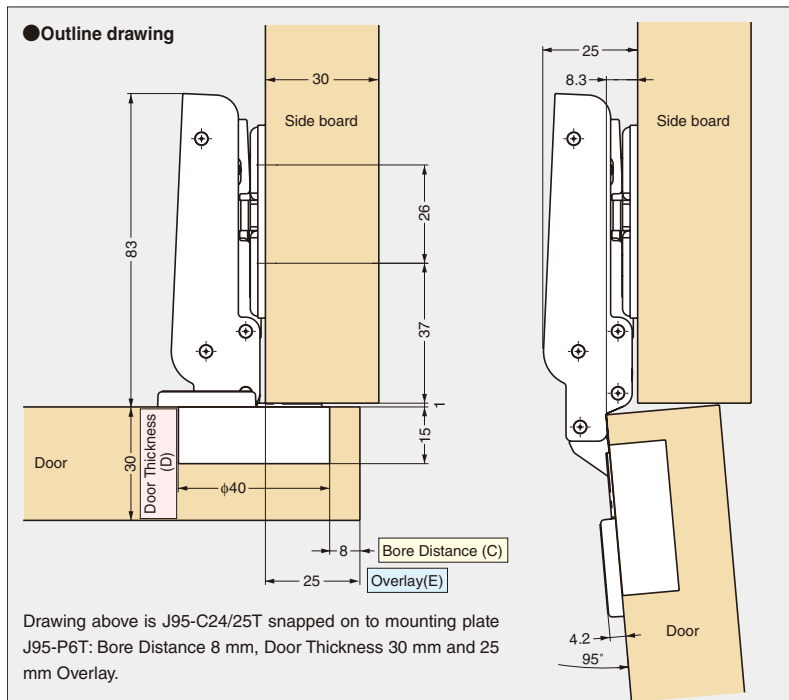 ●Outline drawing
30
Side board
83
26
37
1
15
Door
30
Door Thickness
(D)
φ40
8
Bore Distance (C)
25
Overlay(E)
Drawing above is J95-C24/25T snapped on to mounting plate
J95-P6T: Bore Distance 8 mm, Door Thickness 30 mm and 25
mm Overlay.
25
8.3
Side board
4.2
Door
95°